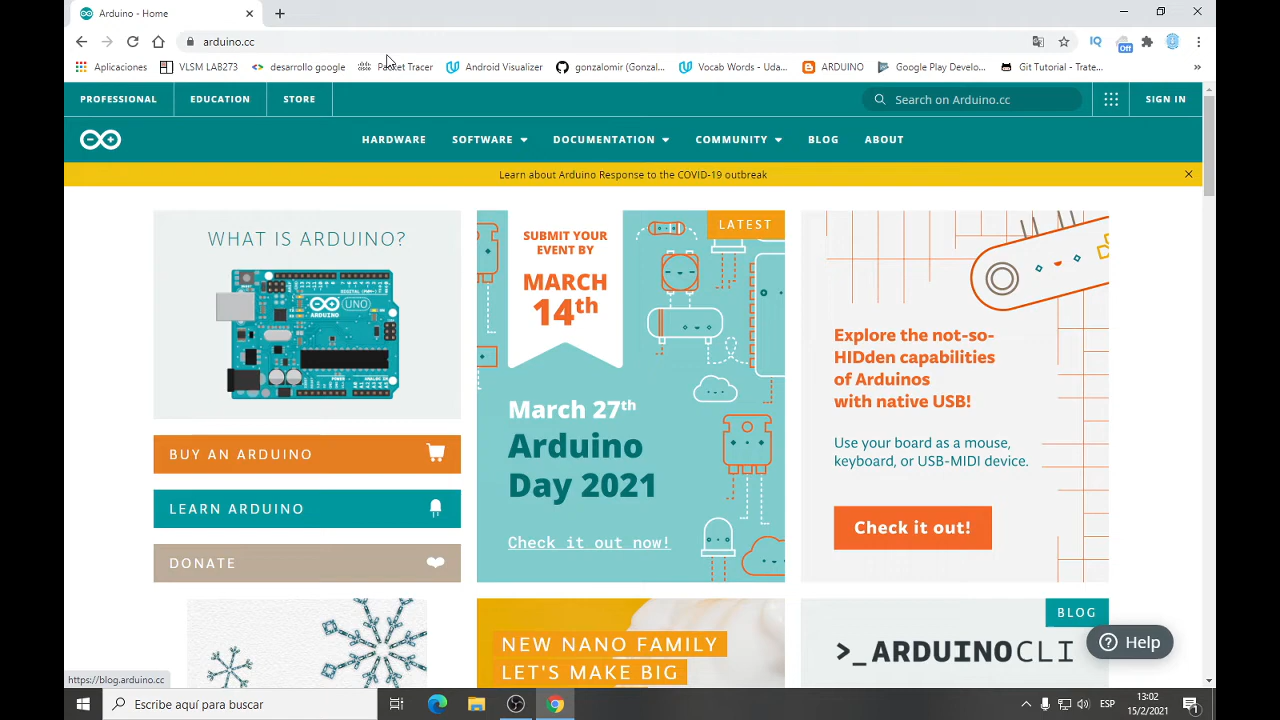 Arduino - Home
arduino.cc
Off
Aplicaciones
VLSM LAB273
desarrollo google
Packet Tracer
Android Visualizer
gonzalomir (Gonzal...
Vocab Words - Uda...
ARDUINO
Google Play Develo...
Git Tutorial - Trate...
PROFESSIONAL
EDUCATION
STORE
Search on Arduino.cc
SIGN IN
HARDWARE
SOFTWARE
DOCUMENTATION
COMMUNITY
BLOG
ABOUT
Learn about Arduino Response to the COVID-19 outbreak
WHAT IS ARDUINO?
UNO
ARDUINO
BUY AN ARDUINO
LEARN ARDUINO
DONATE
SUBMIT YOUR
EVENT BY
MARCH
14th
LATEST
March 27th
Arduino
Day 2021
Check it out now!
Explore the not-so-
HIDden capabilities
of Arduinos
with native USB!
Use your board as a mouse,
keyboard, or USB-MIDI device.
Check it out!
NEW NANO FAMILY
LET'S MAKE BIG
BLOG
>_ARDUINOCLI
Help
https://blog.arduino.cc
Escribe aquí para buscar
ESP
13:02
15/2/2021
1